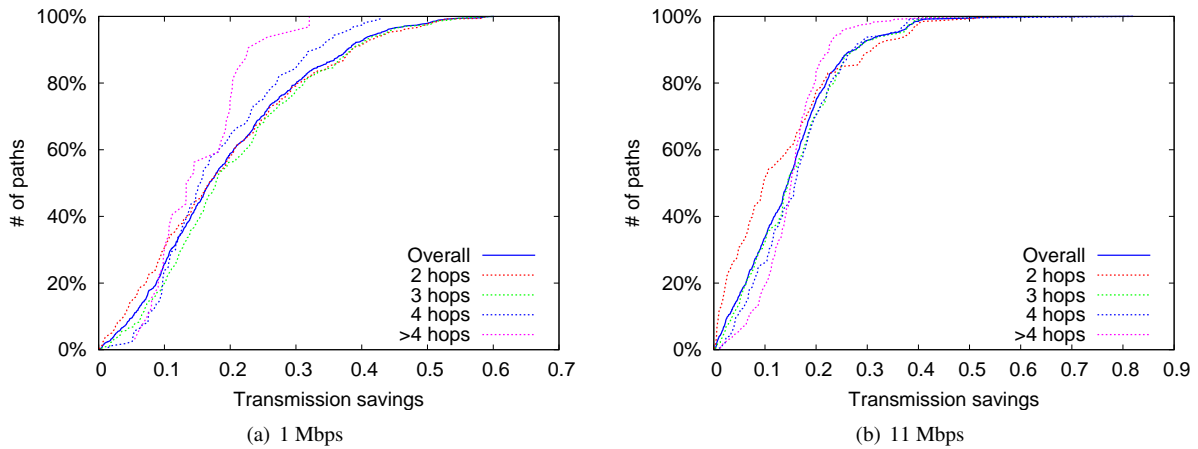 100%
80%
60%
40%
20%
0%
# of paths
0 0.1 0.2 0.3 0.4 0.5 0.6 0.7
Transmission savings
Overall
2 hops
3 hops
4 hops
>4 hops
(a) 1 Mbps
100%
80%
60%
40%
20%
0%
# of paths
0 0.1 0.2 0.3 0.4 0.5 0.6 0.7 0.8 0.9
Transmission savings
Overall
2 hops
3 hops
4 hops
>4 hops
(b) 11 Mbps